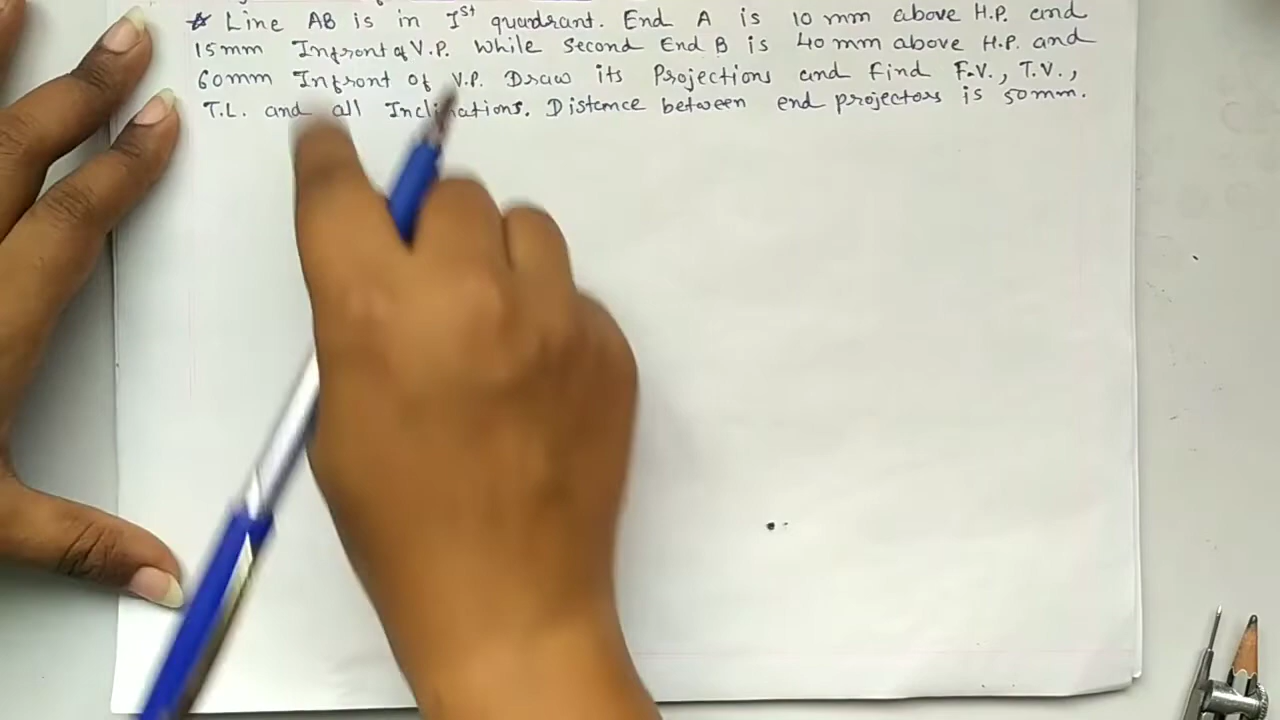 ☆ Line AB is in Ist quadrant. End A is 10 mm above H.P. and
15mm Infront of V.P. While Second End B is 40 mm above H.P. and
60mm Infront of V.P. Draw its Projections and Find F.V., T.V.,
T.L. and all Inclinations. Distance between end projectors is 50mm.